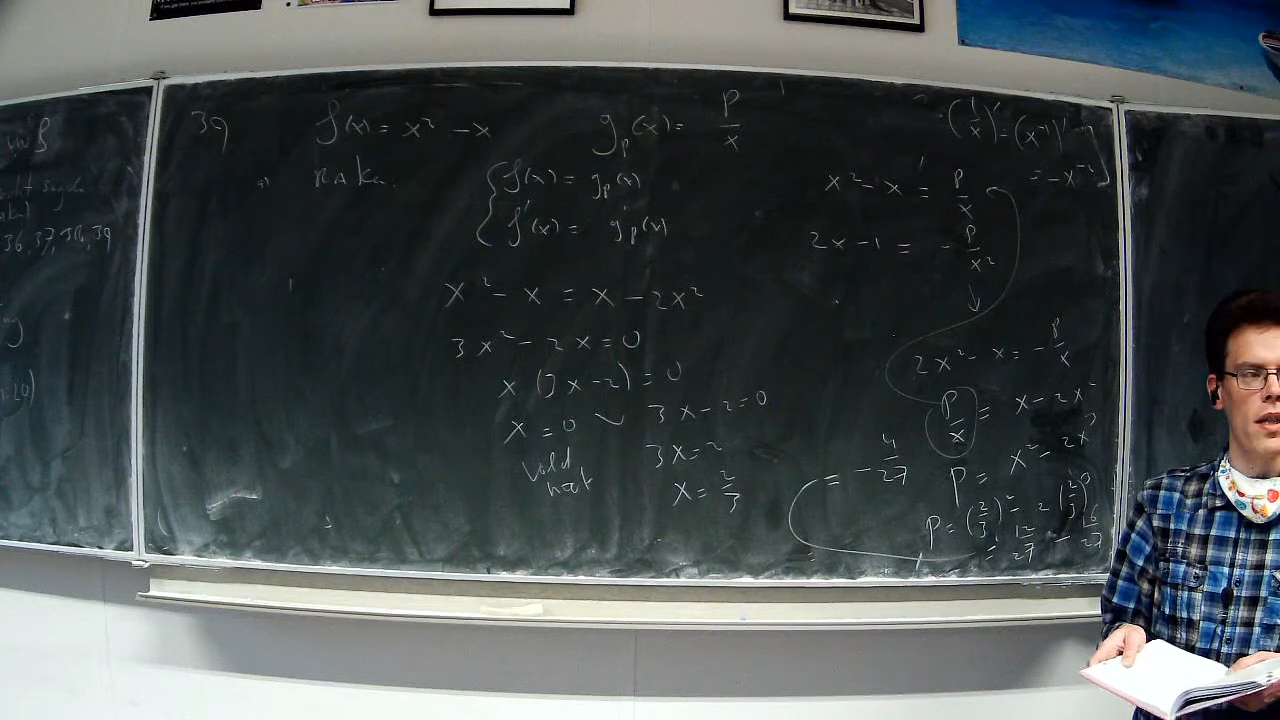 36, 37, 38, 39
39
f(x) = x² - x
g_p(x) = p/x
raken.
{ f(x) = g_p(x)
f'(x) = g_p'(x)
x² - x = x - 2x²
3x² - 2x = 0
x (3x - 2) = 0
x = 0 ∨ 3x - 2 = 0
3x = 2
x = 2/3
(1/x)' = (x⁻¹)'
= -x⁻²
x² - x = p/x
2x - 1 = - p/x²
↓
2x² - x = - p/x
p/x = x - 2x²
p = x² - 2x³
p = (2/3)² - 2 (2/3)³
= 12/27 - 16/27
= - 4/27